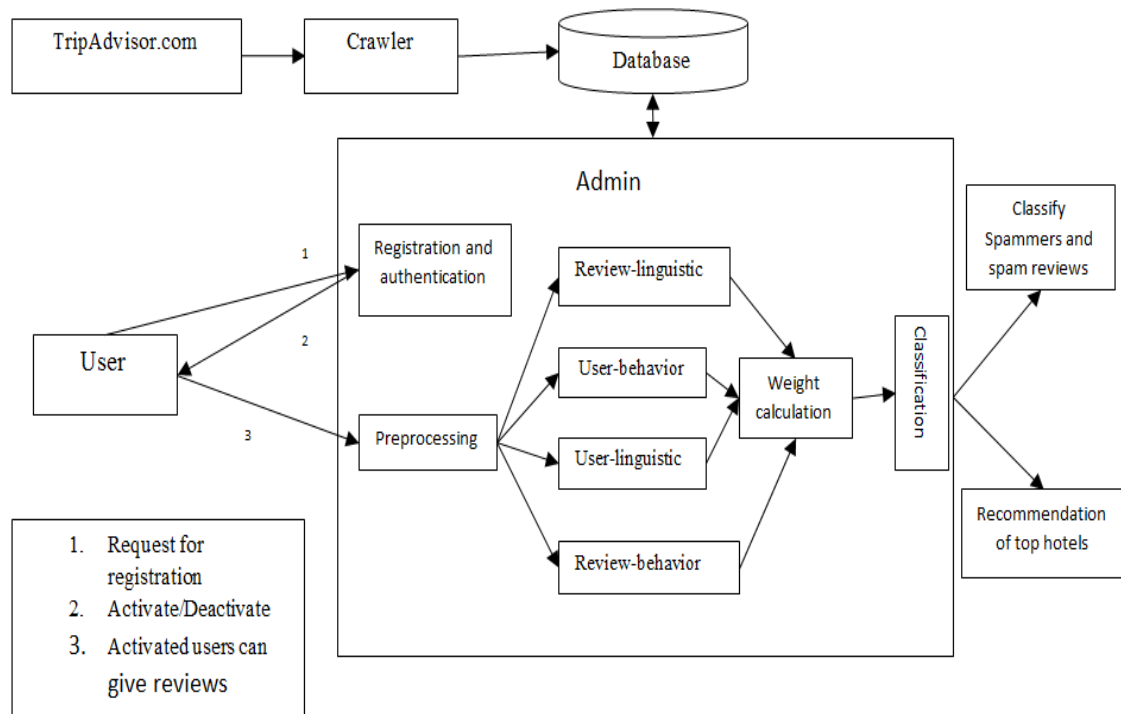 TripAdvisor.com
Crawler
Database
Admin
Registration and
authentication
1
2
User
3
Preprocessing
Review-linguistic
User-behavior
User-linguistic
Review-behavior
Weight
calculation
Classification
Classify
Spammers and
spam reviews
Recommendation
of top hotels
1. Request for
registration
2. Activate/Deactivate
3. Activated users can
give reviews